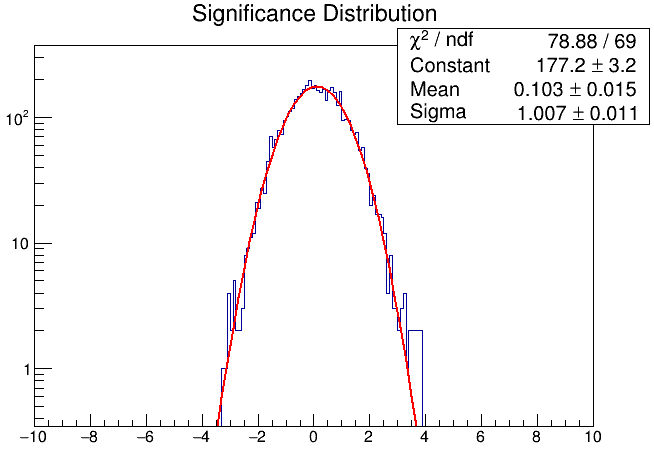 Significance Distribution
χ² / ndf 78.88 / 69
Constant 177.2 ± 3.2
Mean 0.103 ± 0.015
Sigma 1.007 ± 0.011
10²
10
1
−10 −8 −6 −4 −2 0 2 4 6 8 10